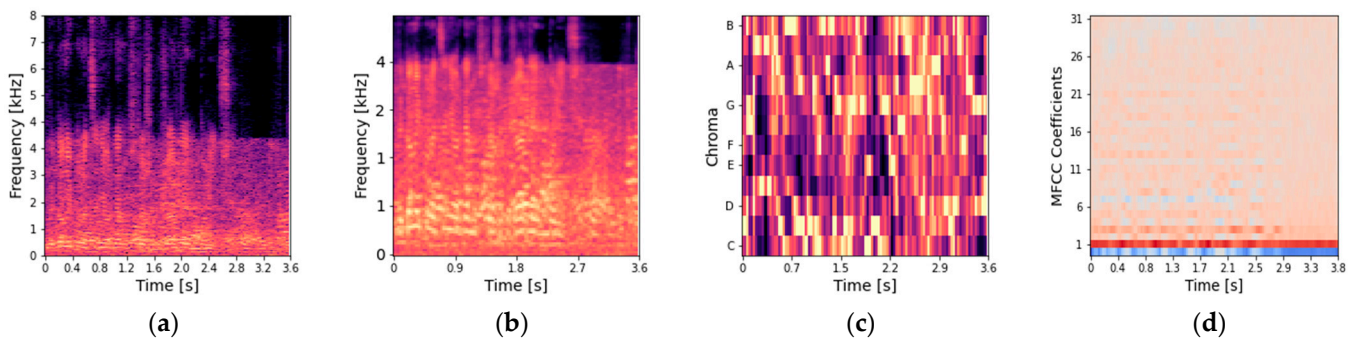 8
7
6
5
4
4
3
2
1
0
Frequency [kHz]
0 0.4 0.8 1.2 1.6 2.0 2.4 2.8 3.2 3.6
Time [s]
(a)
4
2
1
1
0
Frequency [kHz]
0 0.9 1.8 2.7 3.6
Time [s]
(b)
B
A
G
F
E
D
C
Chroma
0 0.7 1.5 2.2 2.9 3.6
Time [s]
(c)
31
26
21
16
11
6
1
MFCC Coefficients
0 0.4 0.8 1.3 1.7 2.1 2.5 2.9 3.3 3.8
Time [s]
(d)